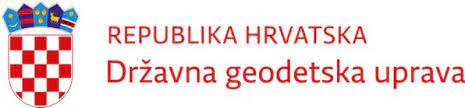 REPUBLIKA HRVATSKA
Državna geodetska uprava